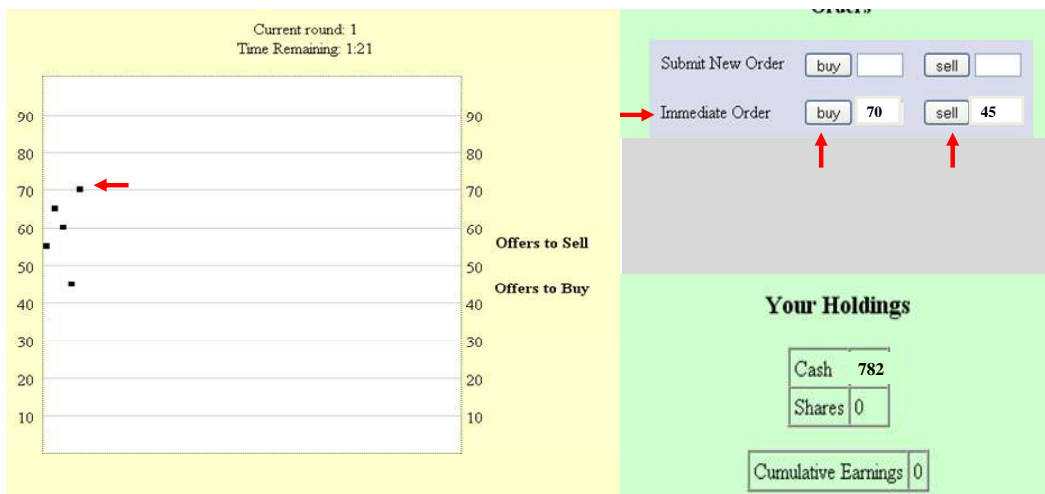 Current round: 1
Time Remaining: 1:21
90
80
70
60
50
40
30
20
10
90
80
70
60
50
40
30
20
10
Offers to Sell
Offers to Buy
Orders
Submit New Order buy sell
Immediate Order buy 70 sell 45
Your Holdings
Cash 782
Shares 0
Cumulative Earnings 0